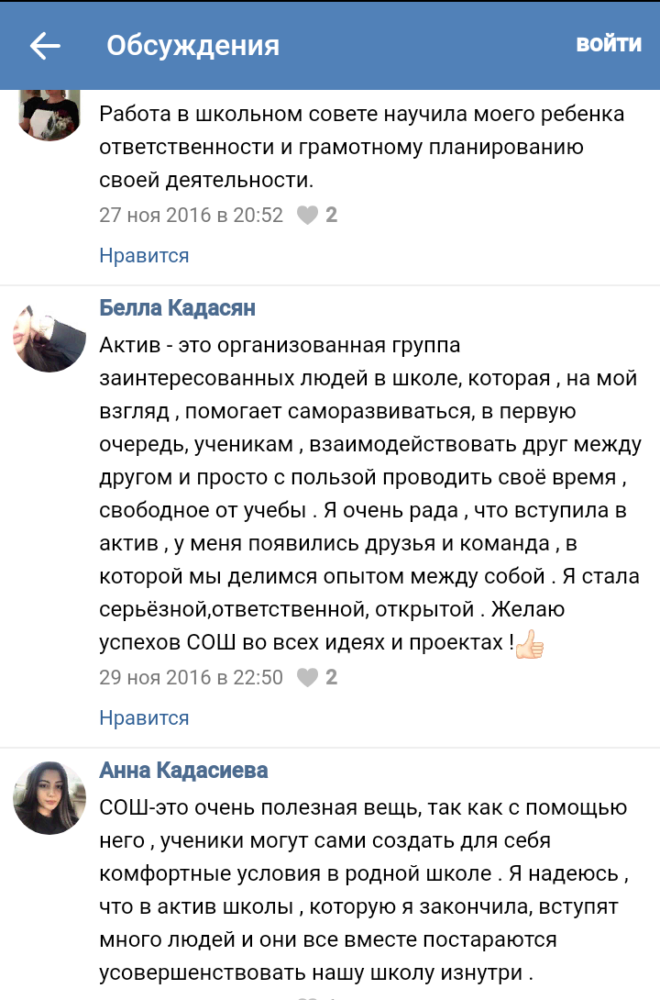 Обсуждения
ВОЙТИ
Работа в школьном совете научила моего ребенка
ответственности и грамотному планированию
своей деятельности.
27 ноя 2016 в 20:52 2
Нравится
Белла Кадасян
Актив - это организованная группа
заинтересованных людей в школе, которая , на мой
взгляд , помогает саморазвиваться, в первую
очередь, ученикам , взаимодействовать друг между
другом и просто с пользой проводить своё время ,
свободное от учебы . Я очень рада , что вступила в
актив , у меня появились друзья и команда , в
которой мы делимся опытом между собой . Я стала
серьёзной,ответственной, открытой . Желаю
успехов СОШ во всех идеях и проектах !👍
29 ноя 2016 в 22:50 2
Нравится
Анна Кадасиева
СОШ-это очень полезная вещь, так как с помощью
него , ученики могут сами создать для себя
комфортные условия в родной школе . Я надеюсь ,
что в актив школы , которую я закончила, вступят
много людей и они все вместе постараются
усовершенствовать нашу школу изнутри .